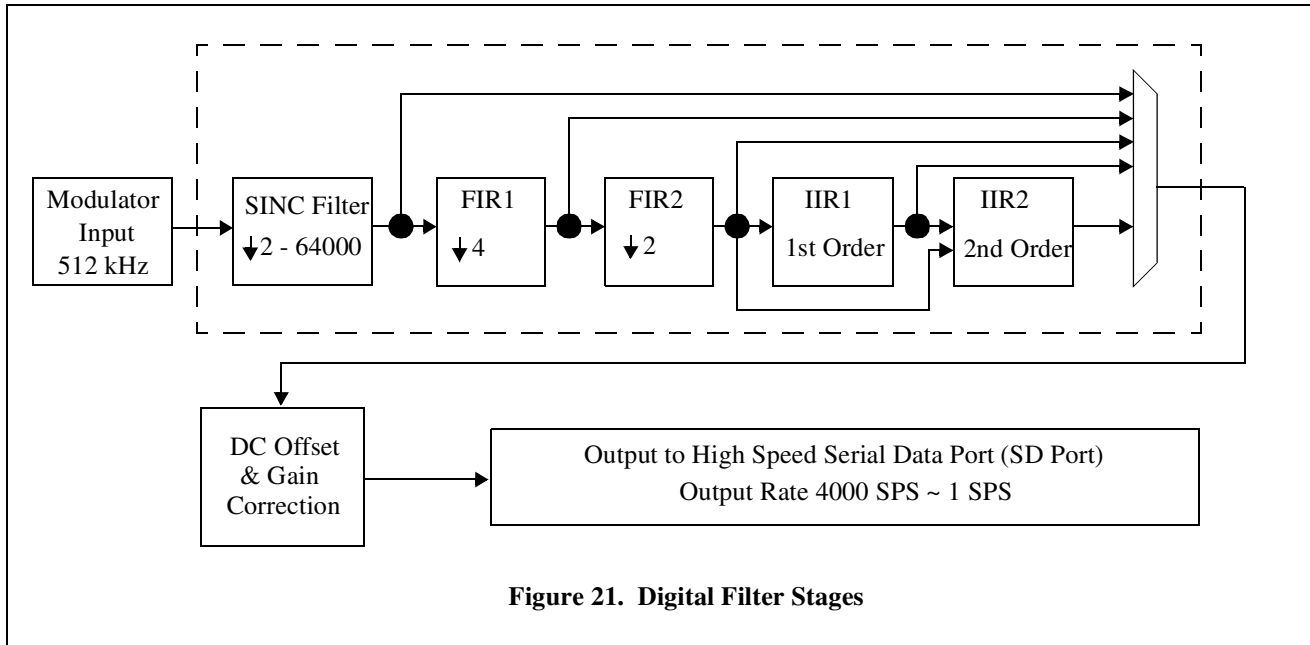 Modulator
Input
512 kHz
SINC Filter
↓2 - 64000
FIR1
↓4
FIR2
↓2
IIR1
1st Order
IIR2
2nd Order
DC Offset
& Gain
Correction
Output to High Speed Serial Data Port (SD Port)
Output Rate 4000 SPS ~ 1 SPS
Figure 21. Digital Filter Stages